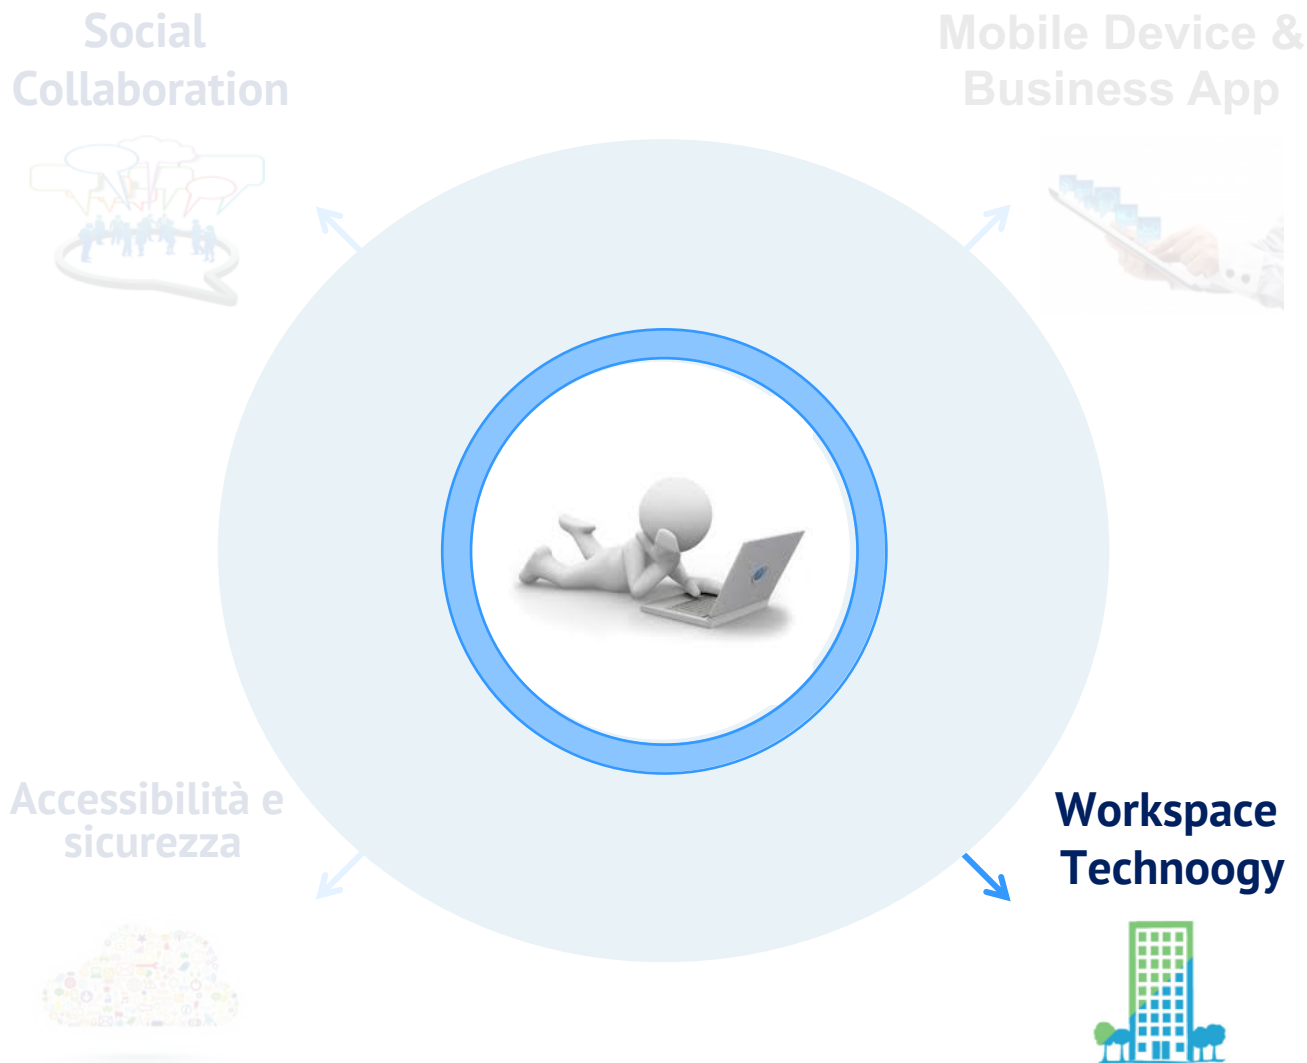 Social
Collaboration
Mobile Device &
Business App
Accessibilità e
sicurezza
Workspace
Technoogy